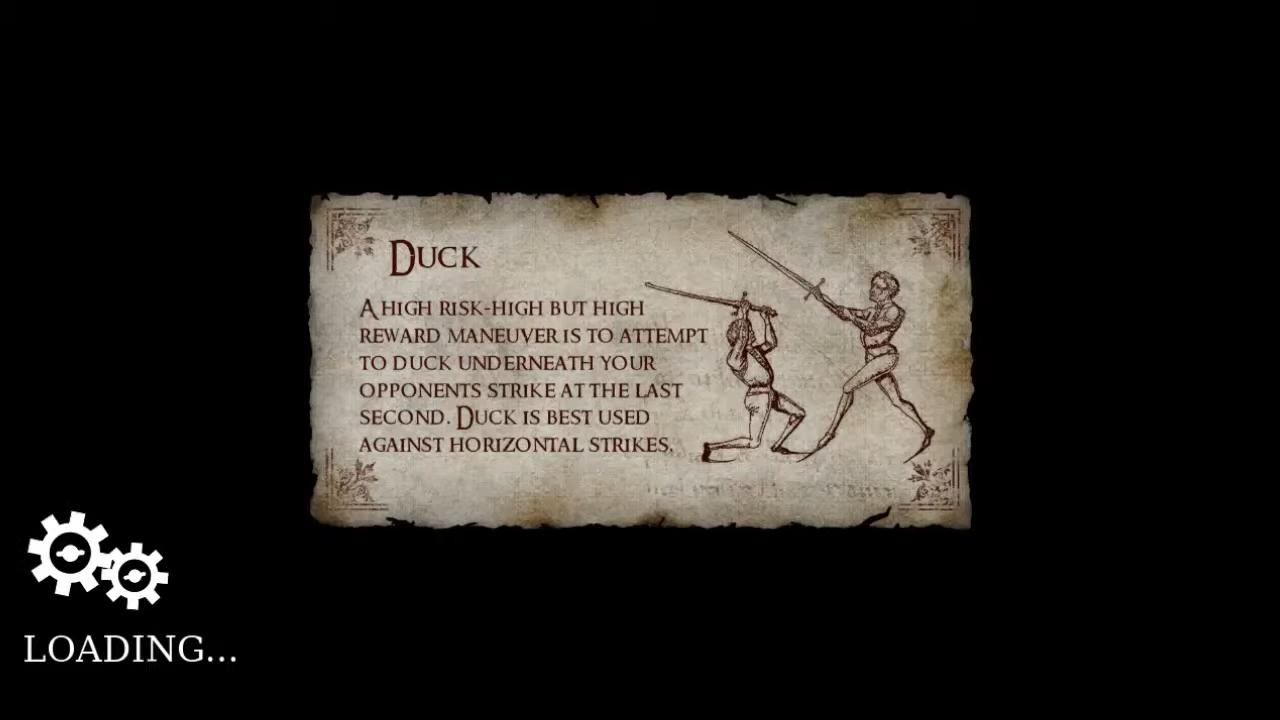 DUCK
A HIGH RISK-HIGH BUT HIGH
REWARD MANEUVER IS TO ATTEMPT
TO DUCK UNDERNEATH YOUR
OPPONENTS STRIKE AT THE LAST
SECOND. DUCK IS BEST USED
AGAINST HORIZONTAL STRIKES.
LOADING...